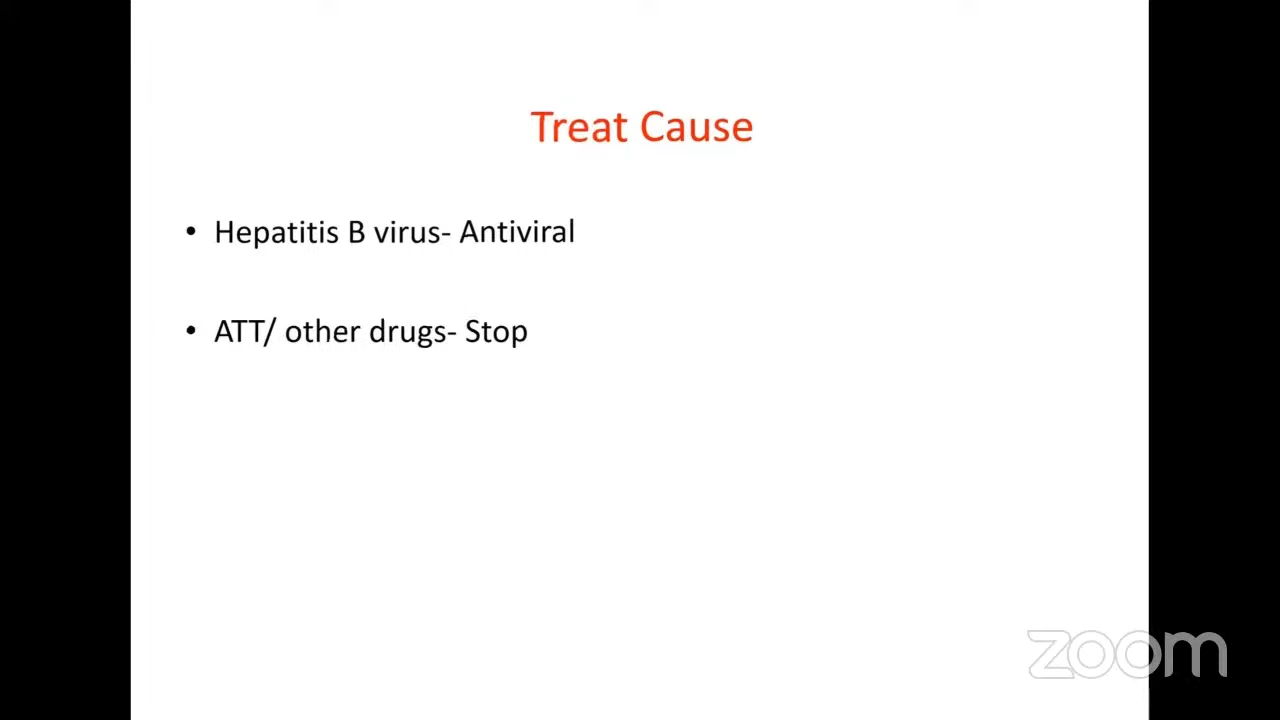 Treat Cause
• Hepatitis B virus- Antiviral
• ATT/ other drugs- Stop
zoom